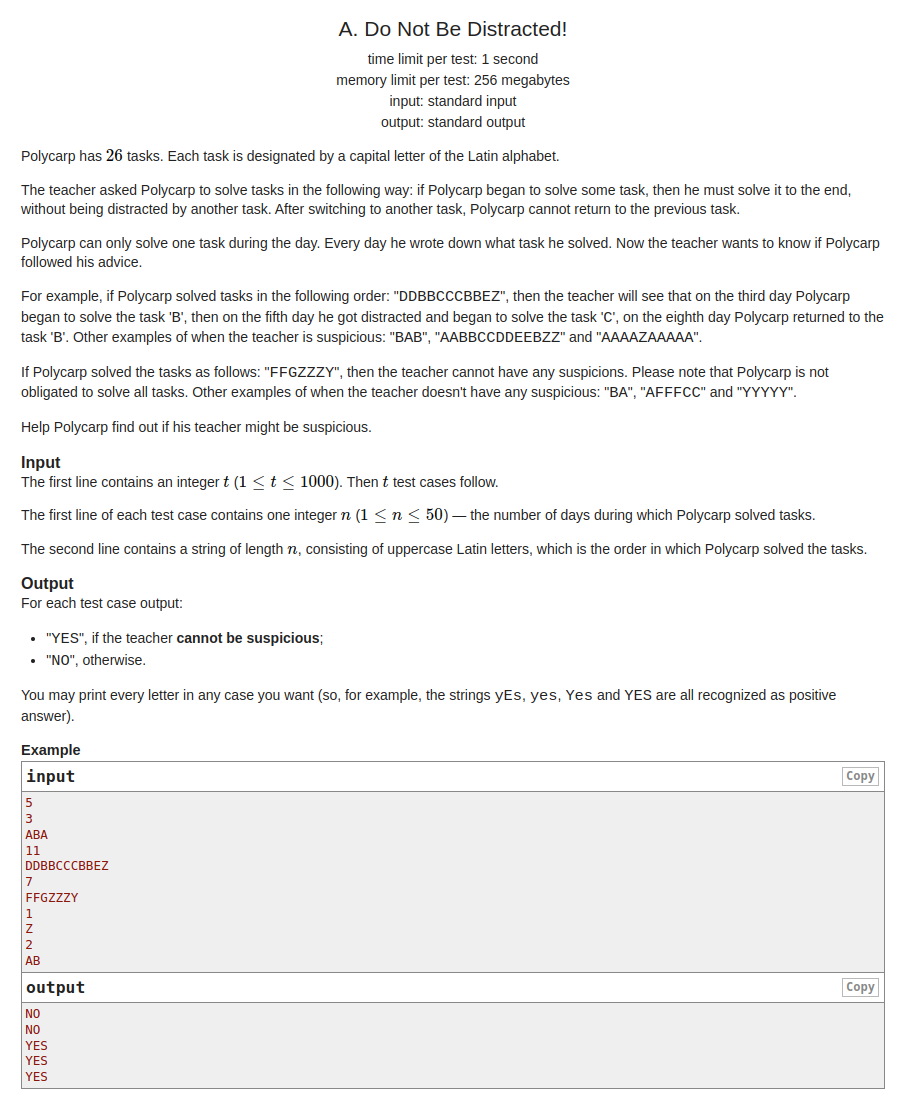 A. Do Not Be Distracted!
time limit per test: 1 second
memory limit per test: 256 megabytes
input: standard input
output: standard output
Polycarp has 26 tasks. Each task is designated by a capital letter of the Latin alphabet.
The teacher asked Polycarp to solve tasks in the following way: if Polycarp began to solve some task, then he must solve it to the end,
without being distracted by another task. After switching to another task, Polycarp cannot return to the previous task.
Polycarp can only solve one task during the day. Every day he wrote down what task he solved. Now the teacher wants to know if Polycarp
followed his advice.
For example, if Polycarp solved tasks in the following order: "DDBBCCCBBEZ", then the teacher will see that on the third day Polycarp
began to solve the task 'B', then on the fifth day he got distracted and began to solve the task 'C', on the eighth day Polycarp returned to the
task 'B'. Other examples of when the teacher is suspicious: "BAB", "AABBCCDDEEBZZ" and "AAAAZAAAAA".
If Polycarp solved the tasks as follows: "FFGZZZY", then the teacher cannot have any suspicions. Please note that Polycarp is not
obligated to solve all tasks. Other examples of when the teacher doesn't have any suspicious: "BA", "AFFFCC" and "YYYYY".
Help Polycarp find out if his teacher might be suspicious.
Input
The first line contains an integer t (1 ≤ t ≤ 1000). Then t test cases follow.
The first line of each test case contains one integer n (1 ≤ n ≤ 50) — the number of days during which Polycarp solved tasks.
The second line contains a string of length n, consisting of uppercase Latin letters, which is the order in which Polycarp solved the tasks.
Output
For each test case output:
• "YES", if the teacher cannot be suspicious;
• "NO", otherwise.
You may print every letter in any case you want (so, for example, the strings yEs, yes, Yes and YES are all recognized as positive
answer).
Example
input Copy
5
3
ABA
11
DDBBCCCBBEZ
7
FFGZZZY
1
Z
2
AB
output Copy
NO
NO
YES
YES
YES